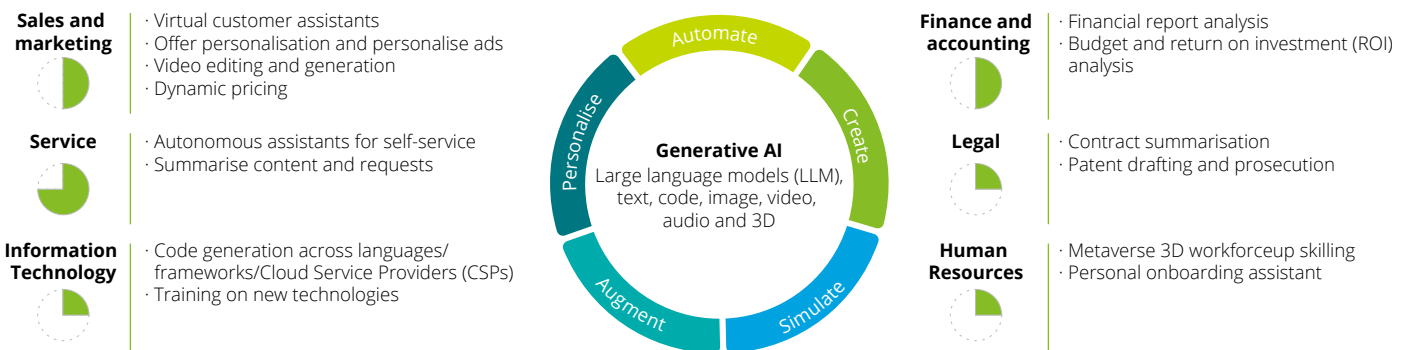 Sales and
marketing
· Virtual customer assistants
· Offer personalisation and personalise ads
· Video editing and generation
· Dynamic pricing
Service
· Autonomous assistants for self-service
· Summarise content and requests
Information
Technology
· Code generation across languages/
frameworks/Cloud Service Providers (CSPs)
· Training on new technologies
Automate
Create
Simulate
Augment
Personalise
Generative AI
Large language models (LLM),
text, code, image, video,
audio and 3D
Finance and
accounting
· Financial report analysis
· Budget and return on investment (ROI)
analysis
Legal
· Contract summarisation
· Patent drafting and prosecution
Human
Resources
· Metaverse 3D workforceup skilling
· Personal onboarding assistant